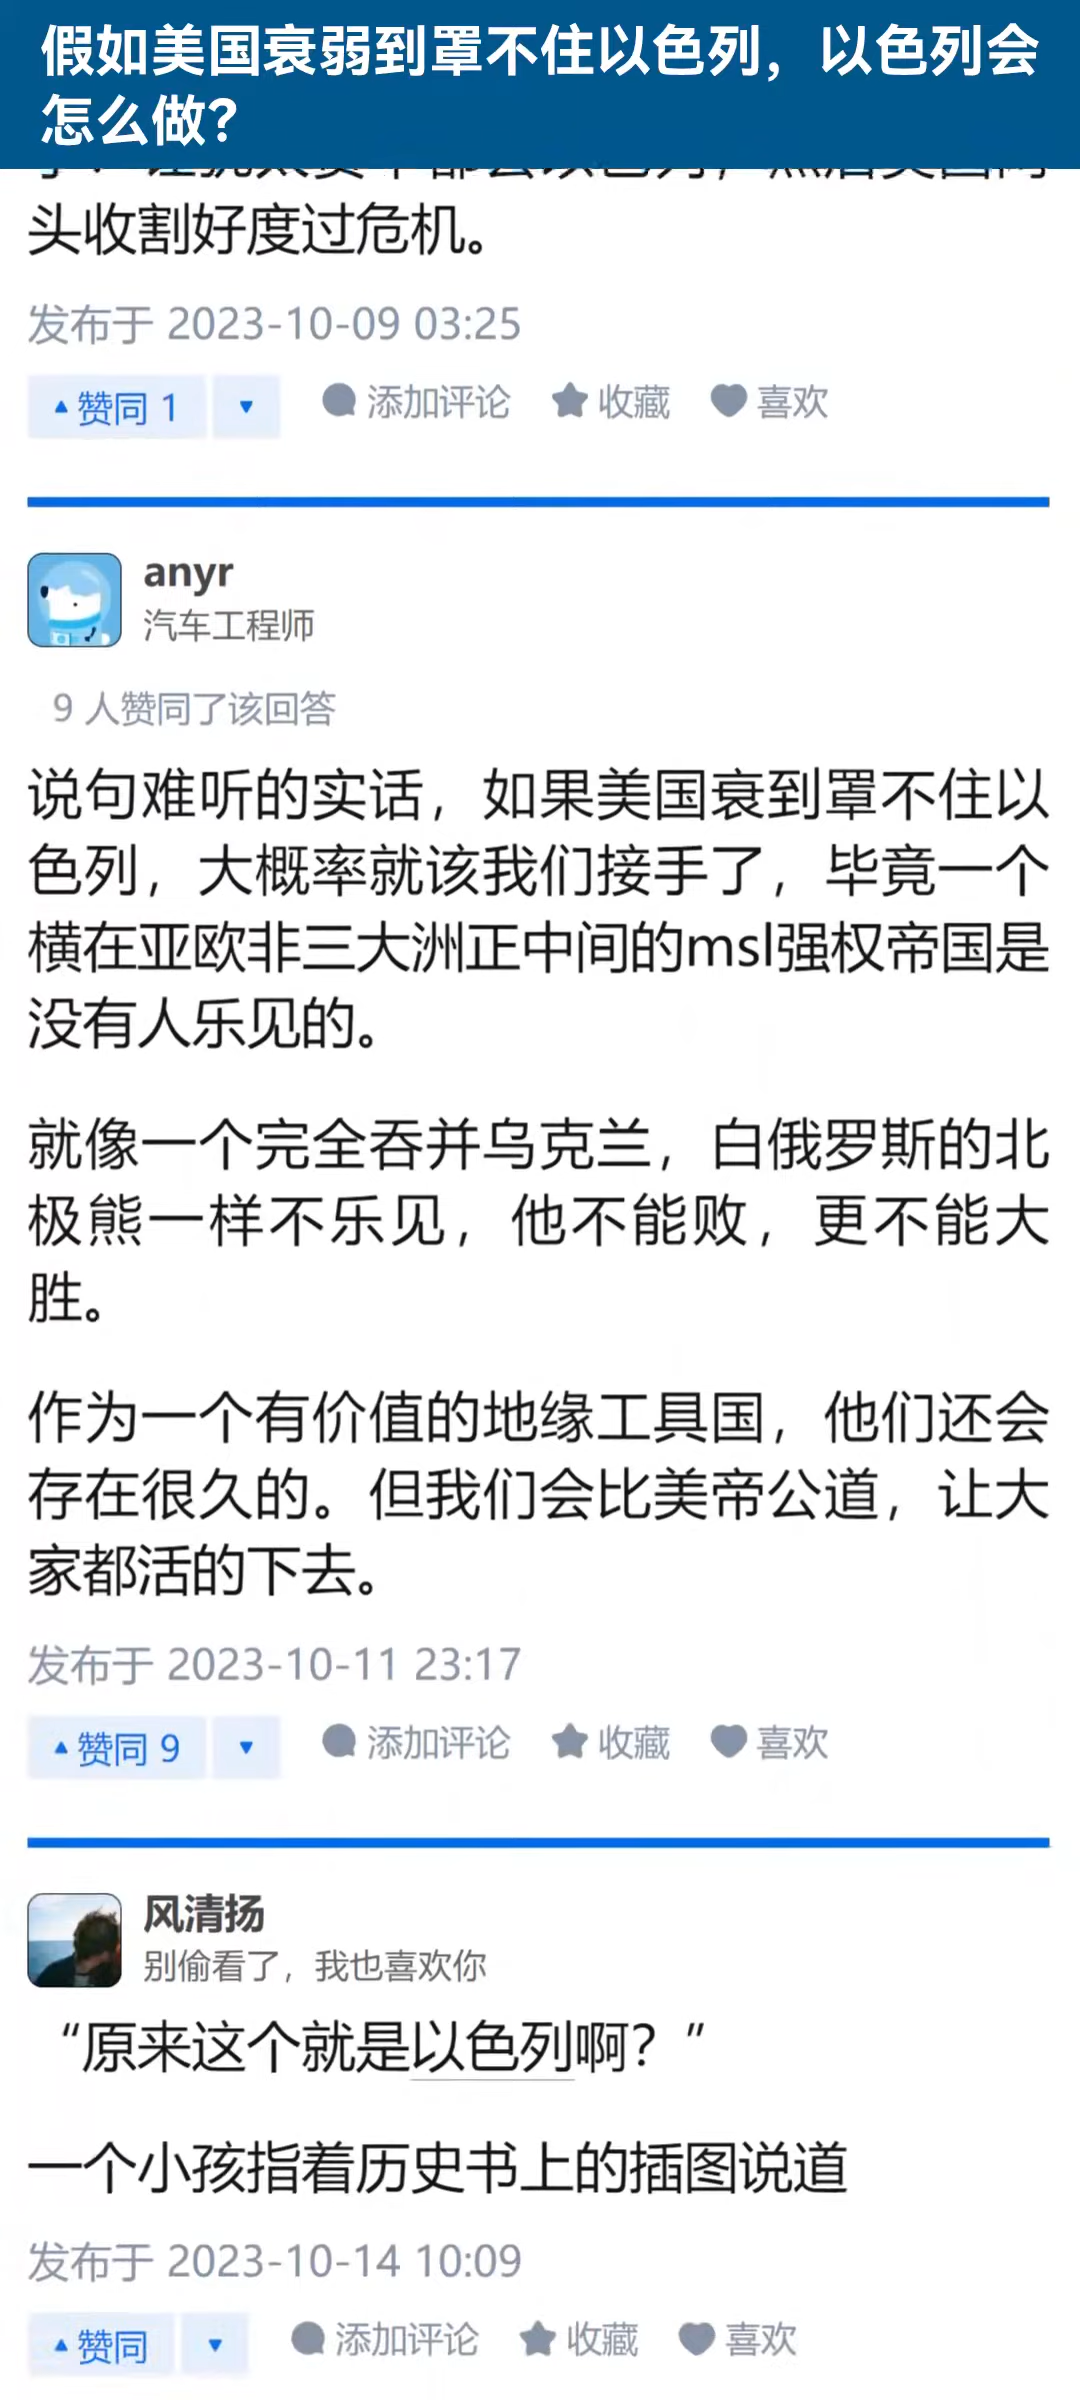 假如美国衰弱到罩不住以色列，以色列会
怎么做？
头收割好度过危机。
发布于 2023-10-09 03:25
赞同 1 添加评论 收藏 喜欢
anyr
汽车工程师
9 人赞同了该回答
说句难听的实话，如果美国衰到罩不住以
色列，大概率就该我们接手了，毕竟一个
横在亚欧非三大洲正中间的msl强权帝国是
没有人乐见的。
就像一个完全吞并乌克兰，白俄罗斯的北
极熊一样不乐见，他不能败，更不能大
胜。
作为一个有价值的地缘工具国，他们还会
存在很久的。但我们会比美帝公道，让大
家都活的下去。
发布于 2023-10-11 23:17
赞同 9 添加评论 收藏 喜欢
风清扬
别偷看了，我也喜欢你
“原来这个就是以色列啊？”
一个小孩指着历史书上的插图说道
发布于 2023-10-14 10:09
赞同 添加评论 收藏 喜欢